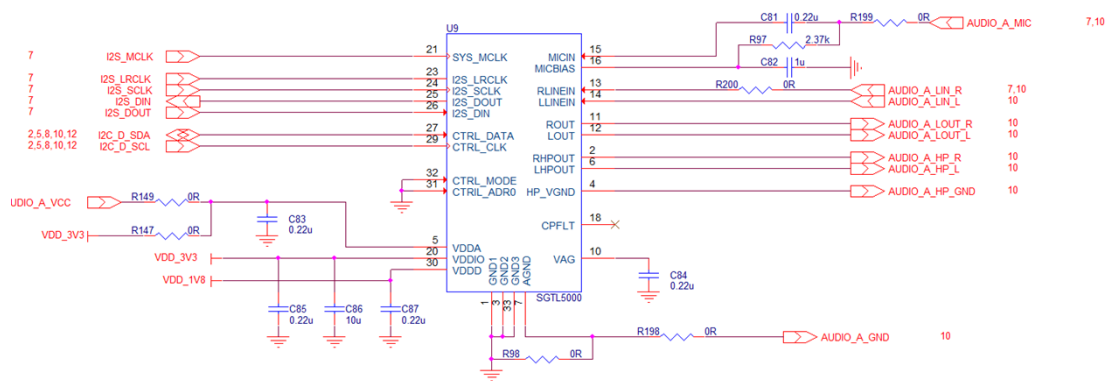 C81 0.22u R199 0R AUDIO_A_MIC 7,10
U9 R97 2.37k
7 I2S_MCLK 21 SYS_MCLK MICIN 15
MICBIAS 16 C82 1u
7 I2S_LRCLK 23 I2S_LRCLK
7 I2S_SCLK 24 I2S_SCLK RLINEIN 13 R200 0R AUDIO_A_LIN_R 7,10
7 I2S_DIN 25 I2S_DOUT LLINEIN 14 AUDIO_A_LIN_L 10
7 I2S_DOUT 26 I2S_DIN
ROUT 11 AUDIO_A_LOUT_R 10
2,5,8,10,12 I2C_D_SDA 27 CTRL_DATA LOUT 12 AUDIO_A_LOUT_L 10
2,5,8,10,12 I2C_D_SCL 29 CTRL_CLK
RHPOUT 2 AUDIO_A_HP_R 10
LHPOUT 6 AUDIO_A_HP_L 10
32 CTRL_MODE
31 CTRIL_ADR0 HP_VGND 4 AUDIO_A_HP_GND 10
UDIO_A_VCC R149 0R
C83 0.22u CPFLT 18
VDD_3V3 R147 0R
5 VDDA
VDD_3V3 20 VDDIO VAG 10
30 VDDD
VDD_1V8 GND1 GND2 GND3 AGND C84 0.22u
SGTL5000
C85 0.22u C86 10u C87 0.22u
1 3 33 7
R198 0R AUDIO_A_GND 10
R98 0R